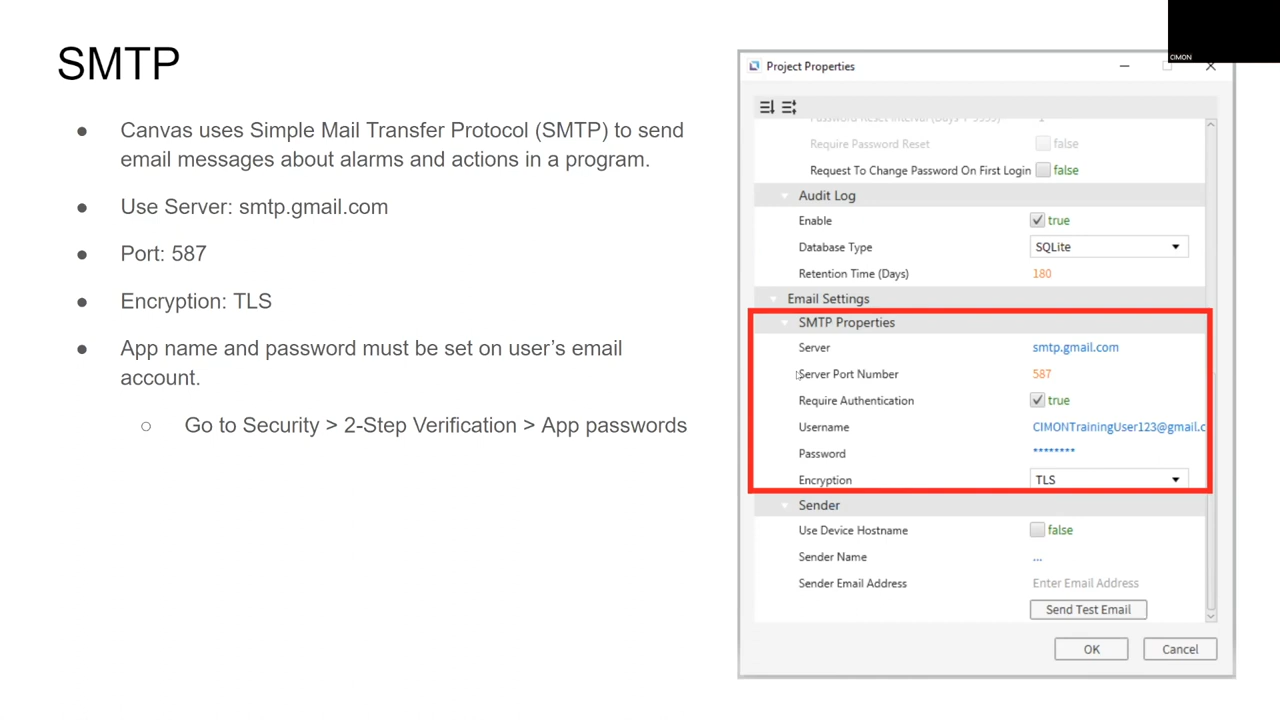 SMTP
● Canvas uses Simple Mail Transfer Protocol (SMTP) to send
email messages about alarms and actions in a program.
● Use Server: smtp.gmail.com
● Port: 587
● Encryption: TLS
● App name and password must be set on user’s email
account.
○ Go to Security > 2-Step Verification > App passwords
CIMON
Project Properties
Require Password Reset false
Request To Change Password On First Login false
Audit Log
Enable true
Database Type SQLite
Retention Time (Days) 180
Email Settings
SMTP Properties
Server smtp.gmail.com
Server Port Number 587
Require Authentication true
Username CIMONTrainingUser123@gmail.c
Password ********
Encryption TLS
Sender
Use Device Hostname false
Sender Name ...
Sender Email Address Enter Email Address
Send Test Email
OK Cancel